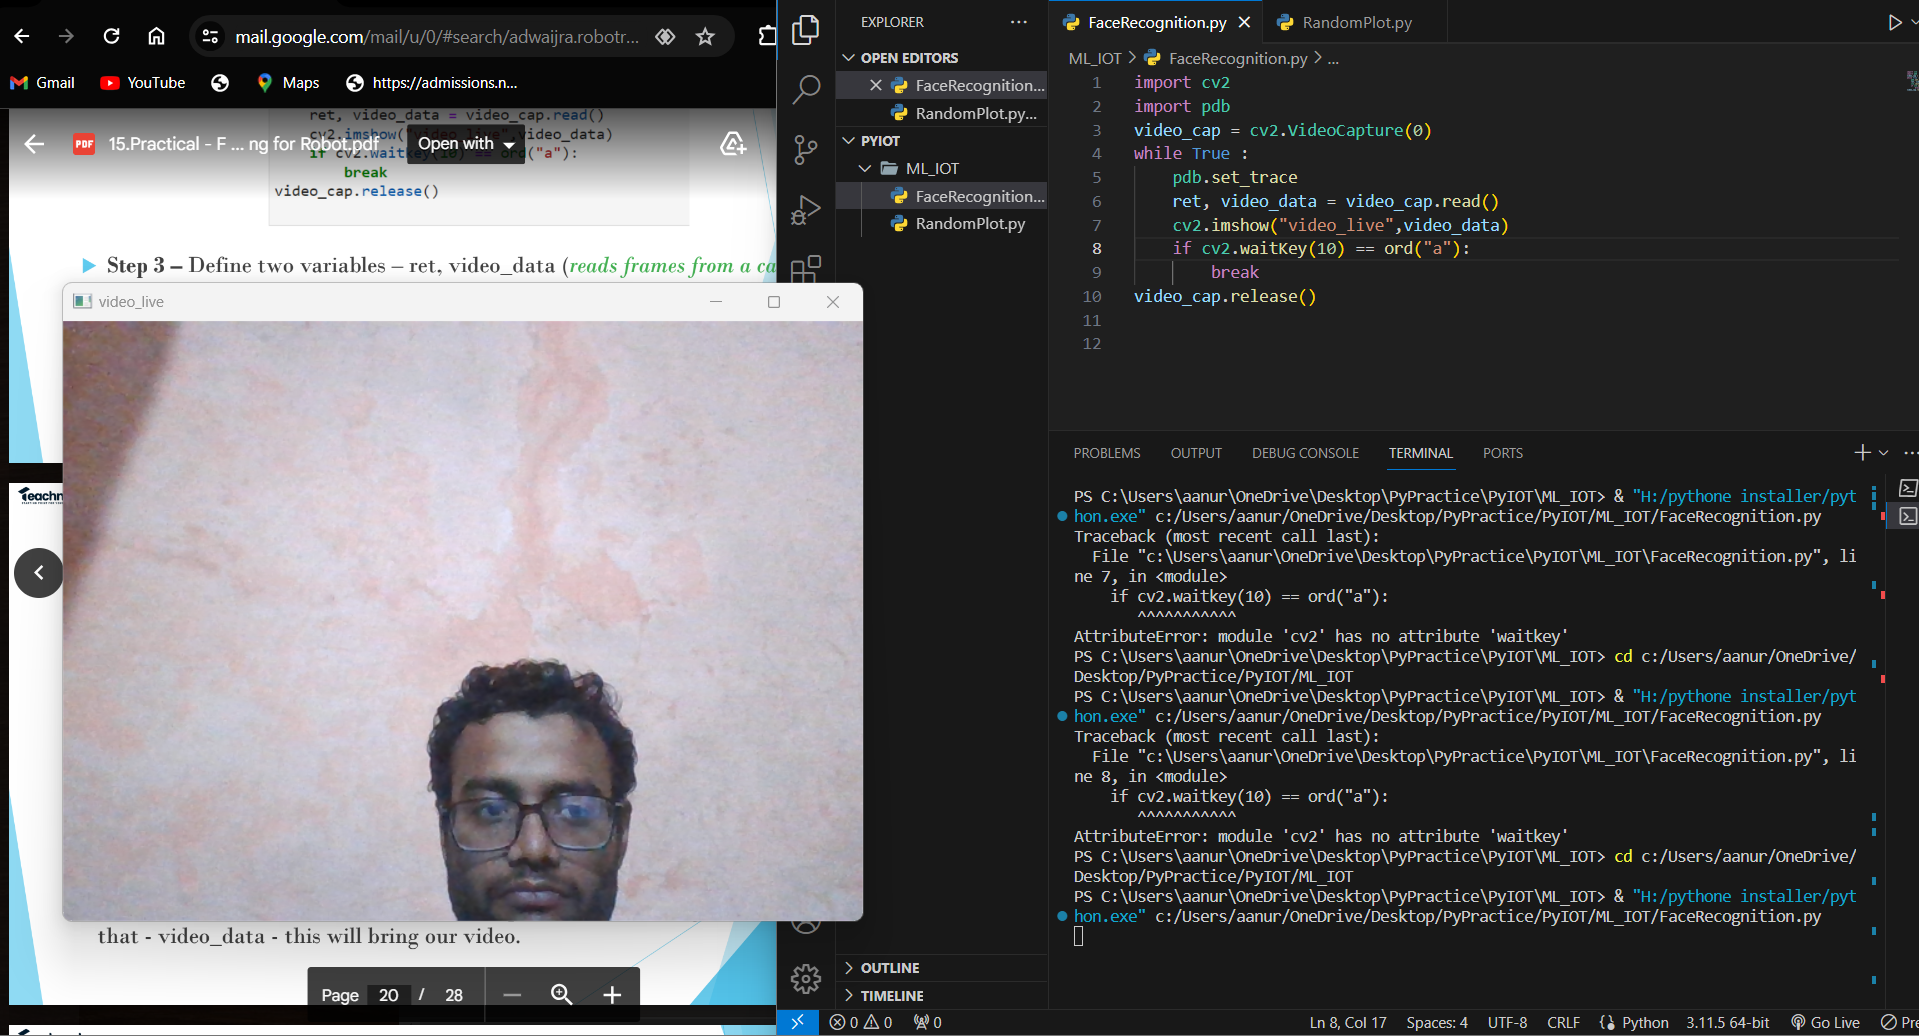 mail.google.com/mail/u/0/#search/adwaijra.robotr...
Gmail
YouTube
Maps
https://admissions.n...
ret, video_data = video_cap.read()
cv2.imshow("video_live",video_data)
15.Practical - F ... ng for Robot.pdf
Open with
if cv2.waitkey(10) == ord("a"):
break
video_cap.release()
Step 3 – Define two variables – ret, video_data (reads frames from a ca
video_live
Teachn
that - video_data - this will bring our video.
Page 20 / 28
EXPLORER
OPEN EDITORS
FaceRecognition...
RandomPlot.py...
PYIOT
ML_IOT
FaceRecognition...
RandomPlot.py
OUTLINE
TIMELINE
FaceRecognition.py
RandomPlot.py
ML_IOT > FaceRecognition.py > ...
1 import cv2
2 import pdb
3 video_cap = cv2.VideoCapture(0)
4 while True :
5 pdb.set_trace
6 ret, video_data = video_cap.read()
7 cv2.imshow("video_live",video_data)
8 if cv2.waitKey(10) == ord("a"):
9 break
10 video_cap.release()
11
12
PROBLEMS OUTPUT DEBUG CONSOLE TERMINAL PORTS
PS C:\Users\aanur\OneDrive\Desktop\PyPractice\PyIOT\ML_IOT> & "H:/pythone installer/pyt
hon.exe" c:/Users/aanur/OneDrive/Desktop/PyPractice/PyIOT/ML_IOT/FaceRecognition.py
Traceback (most recent call last):
File "c:\Users\aanur\OneDrive\Desktop\PyPractice\PyIOT\ML_IOT\FaceRecognition.py", li
ne 7, in <module>
if cv2.waitkey(10) == ord("a"):
^^^^^^^^^^^
AttributeError: module 'cv2' has no attribute 'waitkey'
PS C:\Users\aanur\OneDrive\Desktop\PyPractice\PyIOT\ML_IOT> cd c:/Users/aanur/OneDrive/
Desktop/PyPractice/PyIOT/ML_IOT
PS C:\Users\aanur\OneDrive\Desktop\PyPractice\PyIOT\ML_IOT> & "H:/pythone installer/pyt
hon.exe" c:/Users/aanur/OneDrive/Desktop/PyPractice/PyIOT/ML_IOT/FaceRecognition.py
Traceback (most recent call last):
File "c:\Users\aanur\OneDrive\Desktop\PyPractice\PyIOT\ML_IOT\FaceRecognition.py", li
ne 8, in <module>
if cv2.waitkey(10) == ord("a"):
^^^^^^^^^^^
AttributeError: module 'cv2' has no attribute 'waitkey'
PS C:\Users\aanur\OneDrive\Desktop\PyPractice\PyIOT\ML_IOT> cd c:/Users/aanur/OneDrive/
Desktop/PyPractice/PyIOT/ML_IOT
PS C:\Users\aanur\OneDrive\Desktop\PyPractice\PyIOT\ML_IOT> & "H:/pythone installer/pyt
hon.exe" c:/Users/aanur/OneDrive/Desktop/PyPractice/PyIOT/ML_IOT/FaceRecognition.py
0 0 0 Ln 8, Col 17 Spaces: 4 UTF-8 CRLF Python 3.11.5 64-bit Go Live Pre